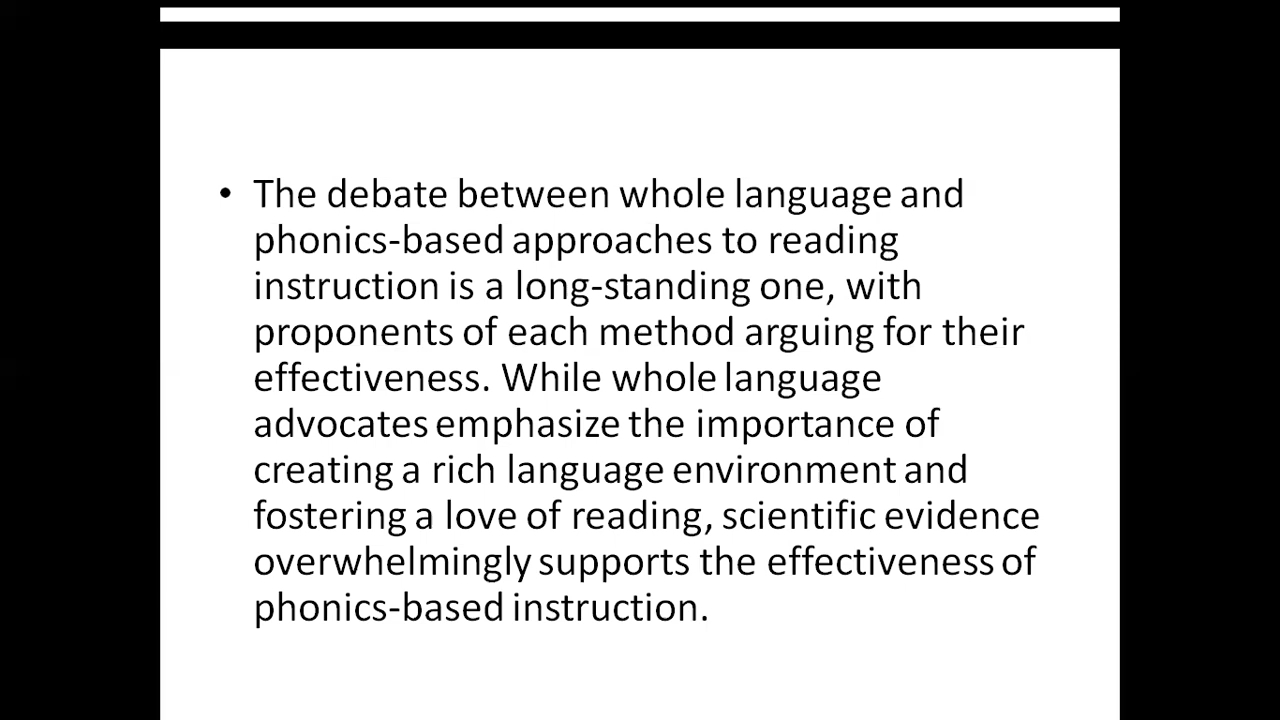 • The debate between whole language and
phonics-based approaches to reading
instruction is a long-standing one, with
proponents of each method arguing for their
effectiveness. While whole language
advocates emphasize the importance of
creating a rich language environment and
fostering a love of reading, scientific evidence
overwhelmingly supports the effectiveness of
phonics-based instruction.